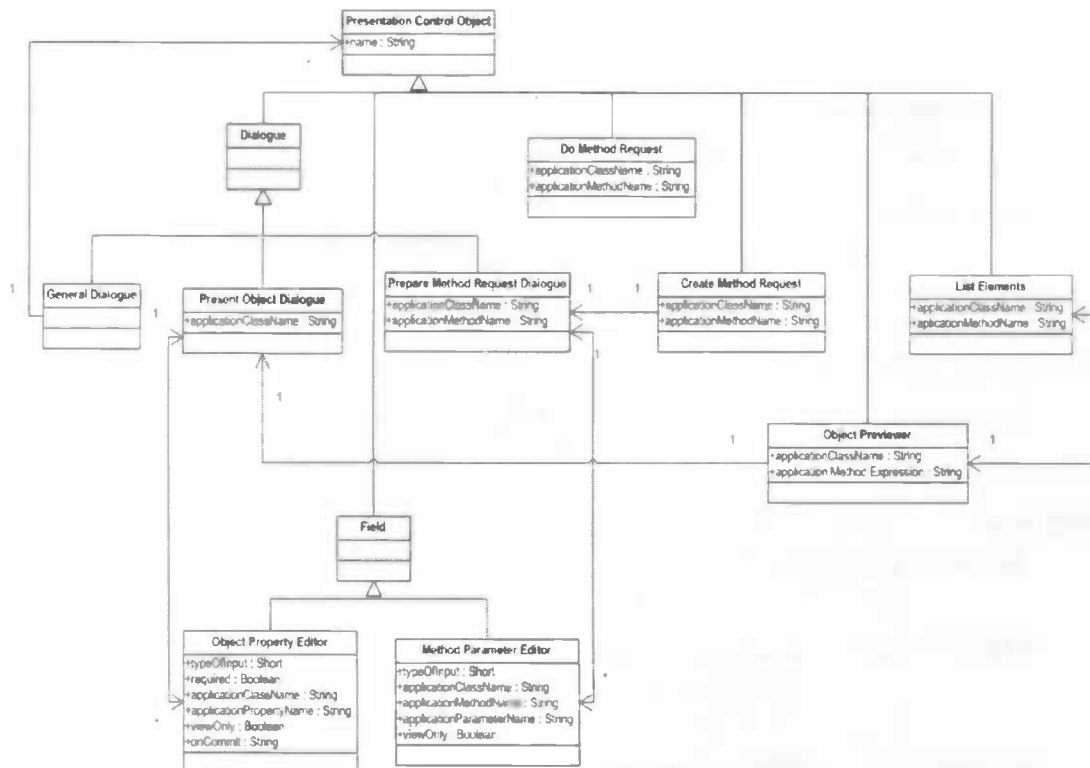 Presentation Control Object
+name : String
Dialogue
Do Method Request
+applicationClassName : String
+applicationMethodName : String
1
General Dialogue
1
Present Object Dialogue
+applicationClassName : String
Prepare Method Request Dialogue
+applicationClassName : String
+applicationMethodName : String
1
1
Create Method Request
+applicationClassName : String
+applicationMethodName : String
List Elements
+applicationClassName : String
+aplicationMethodName : String
1
1
1
1
Object Previewer
+applicationClassName : String
+application Method Expression : String
1
Field
Object Property Editor
+typeOfInput : Short
+required : Boolean
+applicationClassName : String
+applicationPropertyName : String
+viewOnly : Boolean
+onCommit : String
Method Parameter Editor
+typeOfInput : Short
+applicationClassName : String
+applicationMethodName : String
+applicationParameterName : String
+viewOnly : Boolean